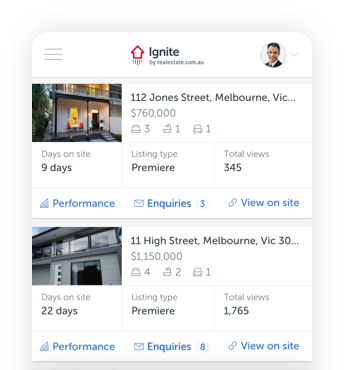 Ignite
by realestate.com.au
112 Jones Street, Melbourne, Vic...
$760,000
3 1 1
Days on site Listing type Total views
9 days Premiere 345
Performance Enquiries 3 View on site
11 High Street, Melbourne, Vic 30...
$1,150,000
4 2 1
Days on site Listing type Total views
22 days Premiere 1,765
Performance Enquiries 8 View on site